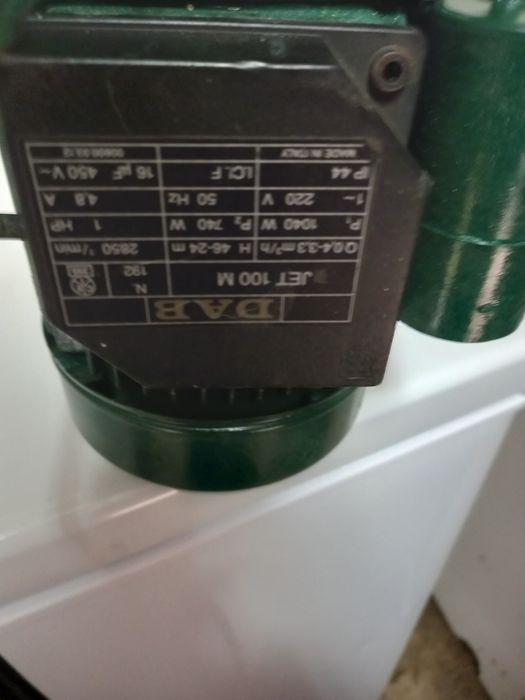 DAB
JET 100 M N. 192
Q 0,4-3,3 m³/h H 46-24 m 2850 ¹/min
P₁ 1040 W P₂ 740 W 1 HP
1~ 220 V 50 Hz 4,8 A
IP 44 I.Cl. F 16 µF 450 V~
MADE IN ITALY